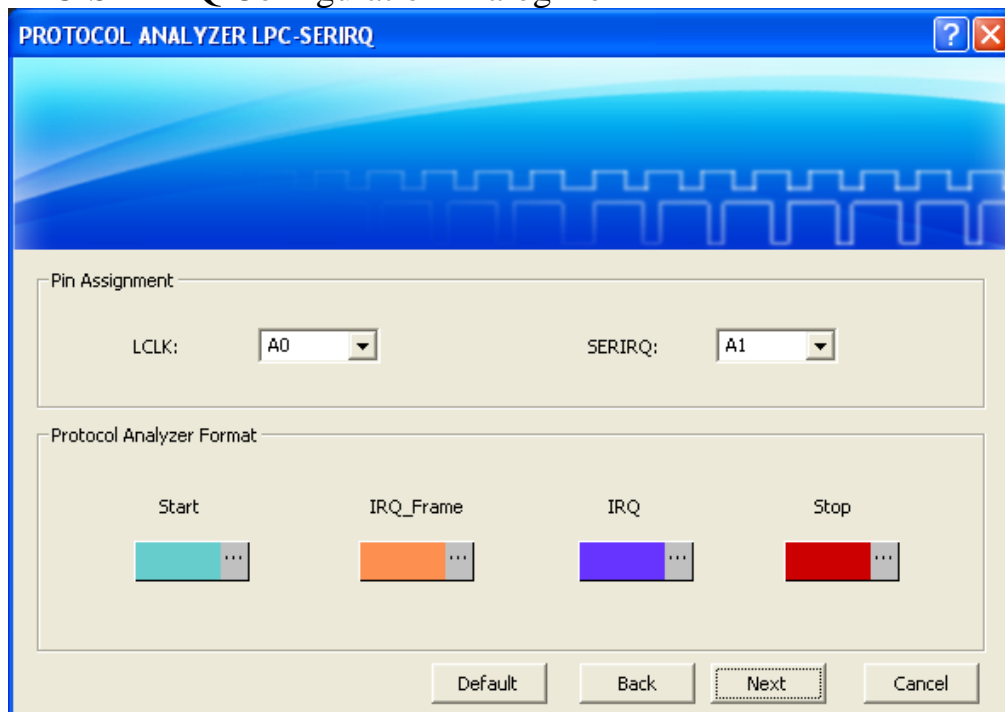 PROTOCOL ANALYZER LPC-SERIRQ
Pin Assignment
LCLK: A0 SERIRQ: A1
Protocol Analyzer Format
Start IRQ_Frame IRQ Stop
... ... ... ...
Default Back Next Cancel